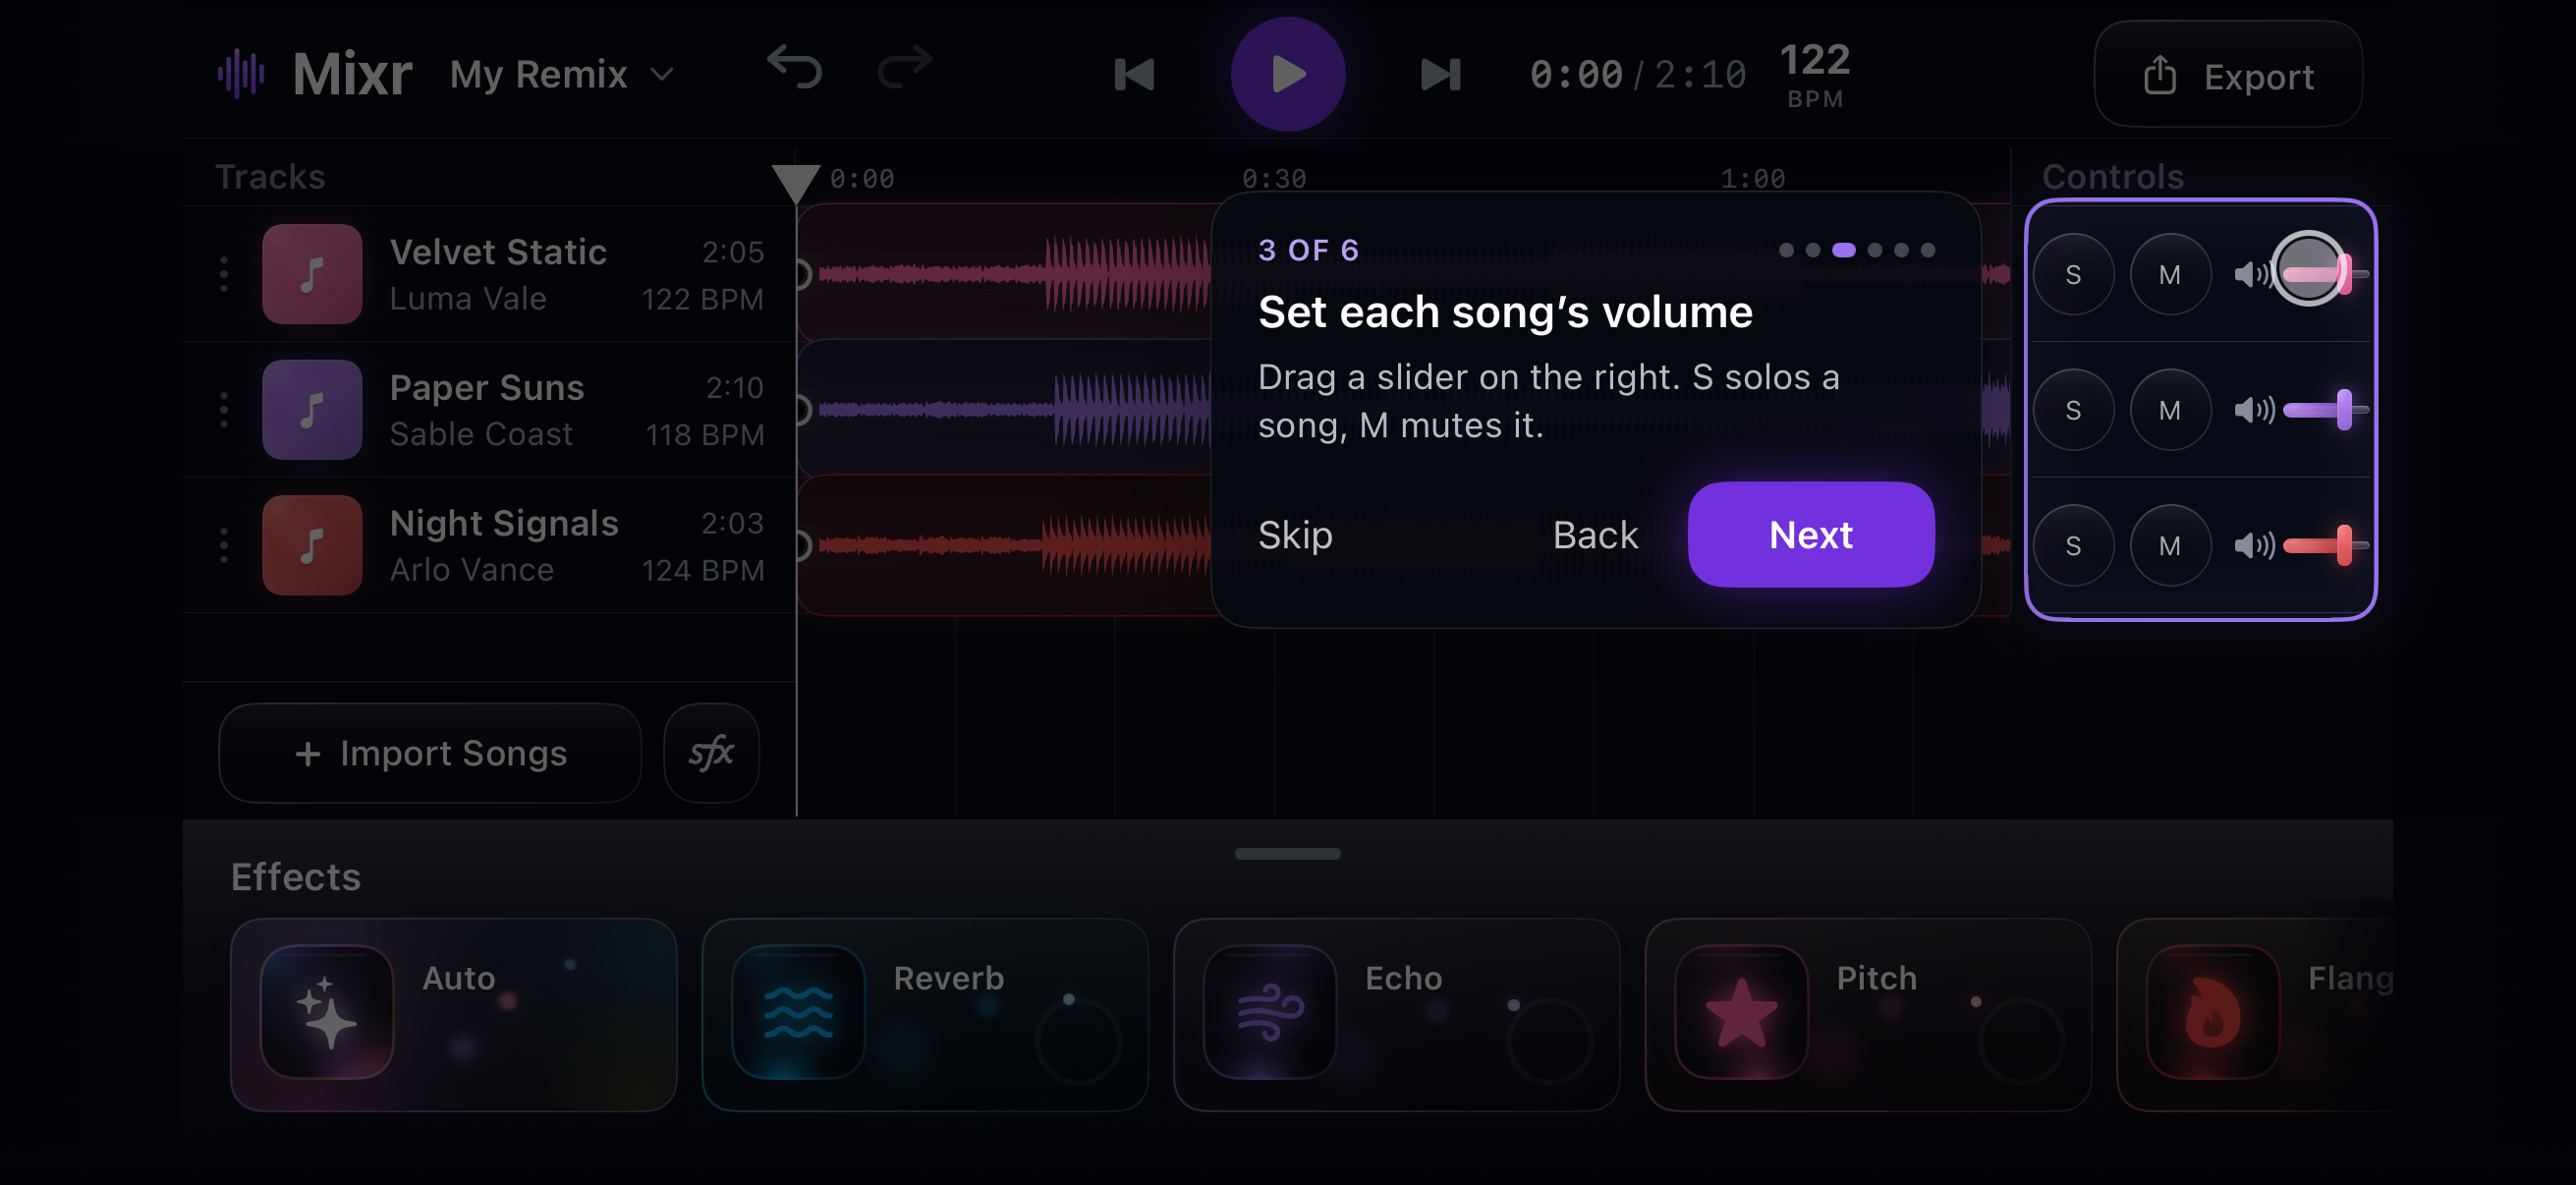 Mixr My Remix 0:00 / 2:10 122 BPM Export
Tracks 0:00 0:30 1:00 Controls
Velvet Static 2:05
Luma Vale 122 BPM
Paper Suns 2:10
Sable Coast 118 BPM
Night Signals 2:03
Arlo Vance 124 BPM
3 OF 6
Set each song’s volume
Drag a slider on the right. S solos a
song, M mutes it.
Skip Back Next
S M
S M
S M
+ Import Songs sfx
Effects
Auto Reverb Echo Pitch Flang